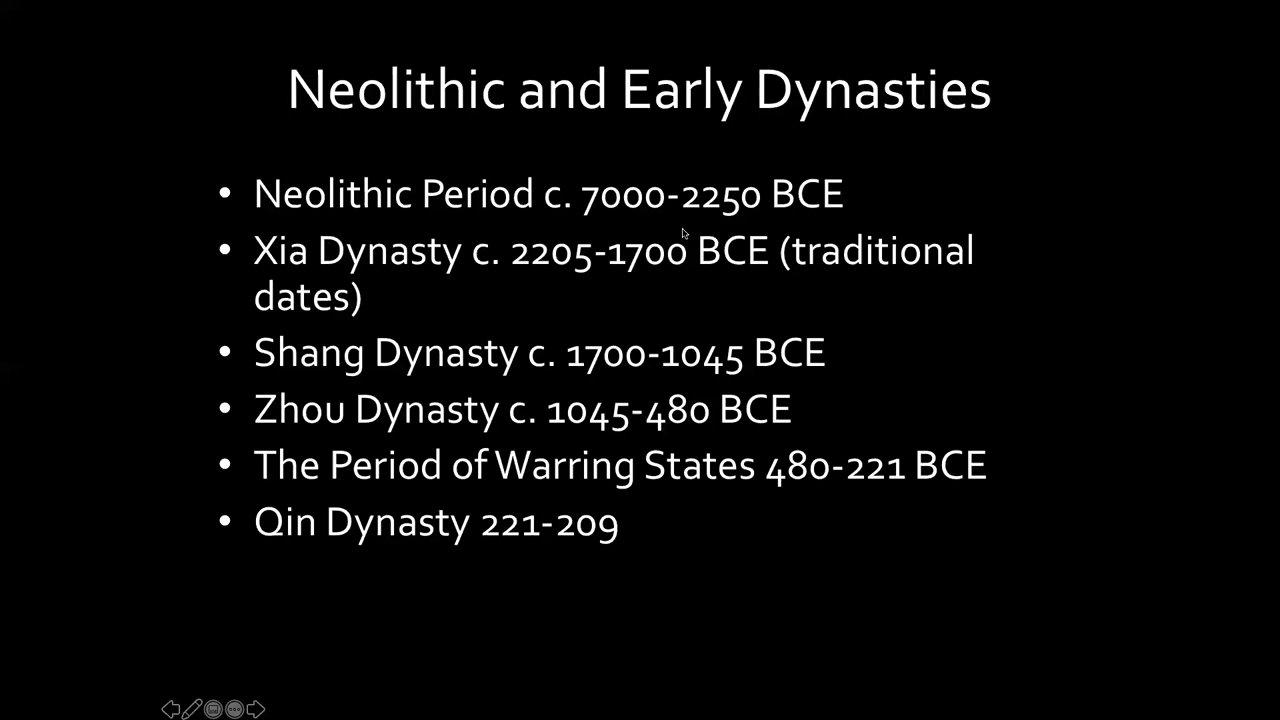 Neolithic and Early Dynasties
• Neolithic Period c. 7000-2250 BCE
• Xia Dynasty c. 2205-1700 BCE (traditional
dates)
• Shang Dynasty c. 1700-1045 BCE
• Zhou Dynasty c. 1045-480 BCE
• The Period of Warring States 480-221 BCE
• Qin Dynasty 221-209